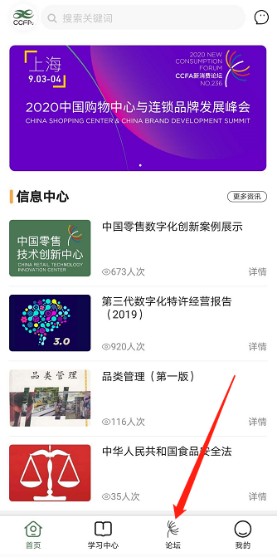 CCFA
搜索关键词
上海
9.03-04
2020 NEW
CONSUMPTION
FORUM
CCFA新消费论坛
NO.236
2020中国购物中心与连锁品牌发展峰会
CHINA SHOPPING CENTER & CHINA BRAND DEVELOPMENT SUMMIT
信息中心
更多资讯
中国零售
技术创新中心
CHINA RETAIL TECHNOLOGY
INNOVATION CENTER
中国零售数字化创新案例展示
673人次
详情
3.0
第三代数字化特许经营报告
（2019）
920人次
详情
品类管理
品类管理（第一版）
116人次
详情
中华人民共和国食品安全法
35人次
详情
首页
学习中心
论坛
我的